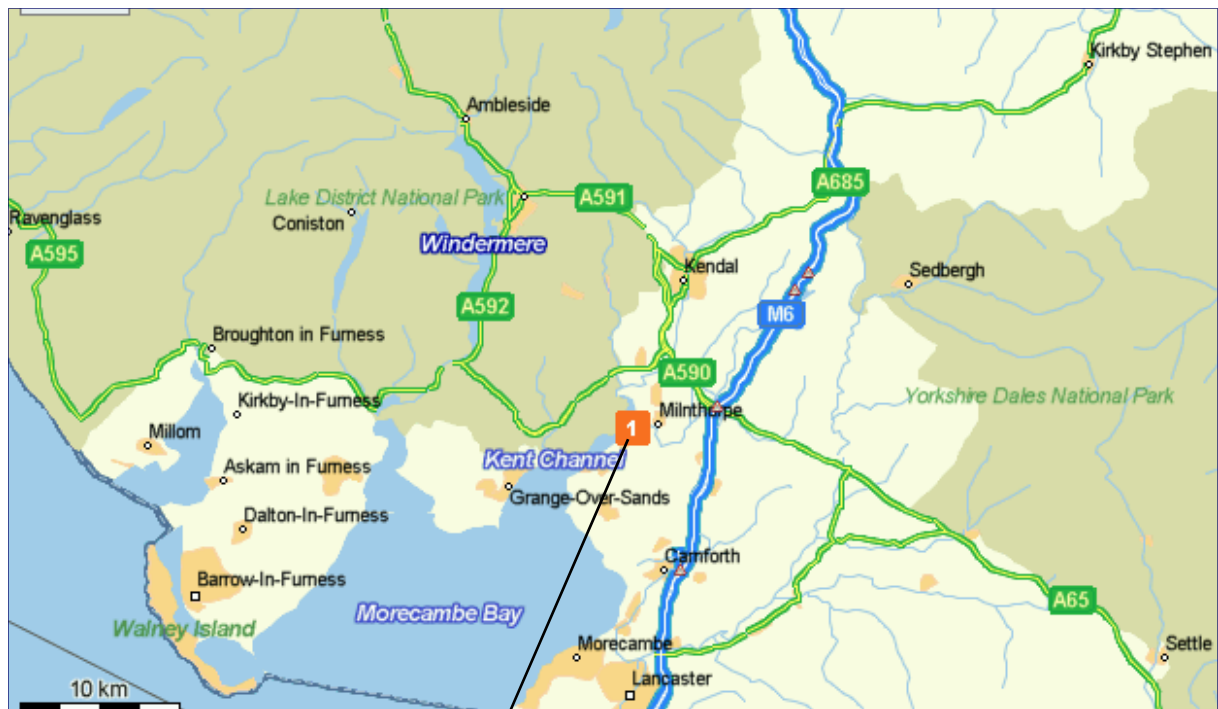 Kirkby Stephen
Ambleside
A685
Lake District National Park
A591
Ravenglass
Coniston
A595
Windermere
Kendal
Sedbergh
A592
M6
Broughton in Furness
A590
Kirkby-In-Furness
Yorkshire Dales National Park
Milnthorpe
1
Millom
Kent Channel
Askam in Furness
Grange-Over-Sands
Dalton-In-Furness
Carnforth
Barrow-In-Furness
A65
Morecambe Bay
Walney Island
Morecambe
Settle
Lancaster
10 km